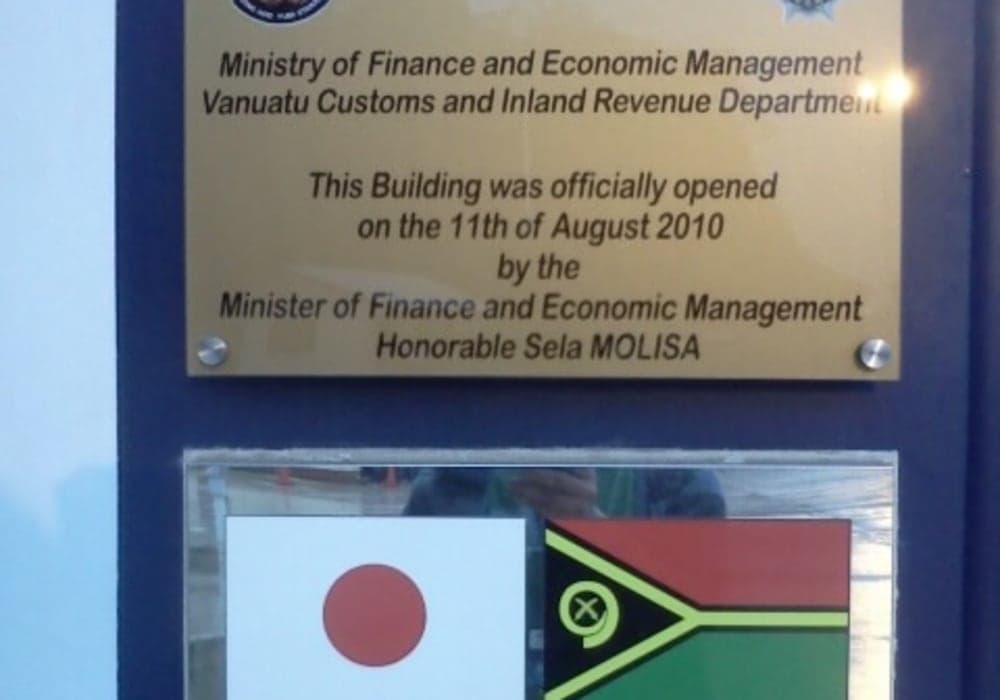 Ministry of Finance and Economic Management
Vanuatu Customs and Inland Revenue Department
This Building was officially opened
on the 11th of August 2010
by the
Minister of Finance and Economic Management
Honorable Sela MOLISA